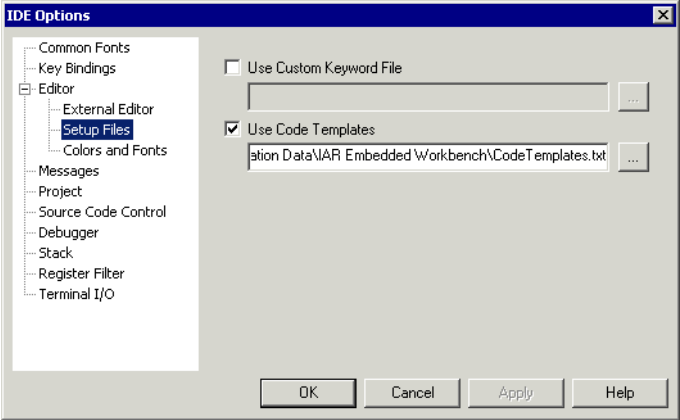 IDE Options
Common Fonts
Key Bindings
Editor
External Editor
Setup Files
Colors and Fonts
Messages
Project
Source Code Control
Debugger
Stack
Register Filter
Terminal I/O
Use Custom Keyword File
...
Use Code Templates
ation Data\IAR Embedded Workbench\CodeTemplates.txt
...
OK
Cancel
Apply
Help